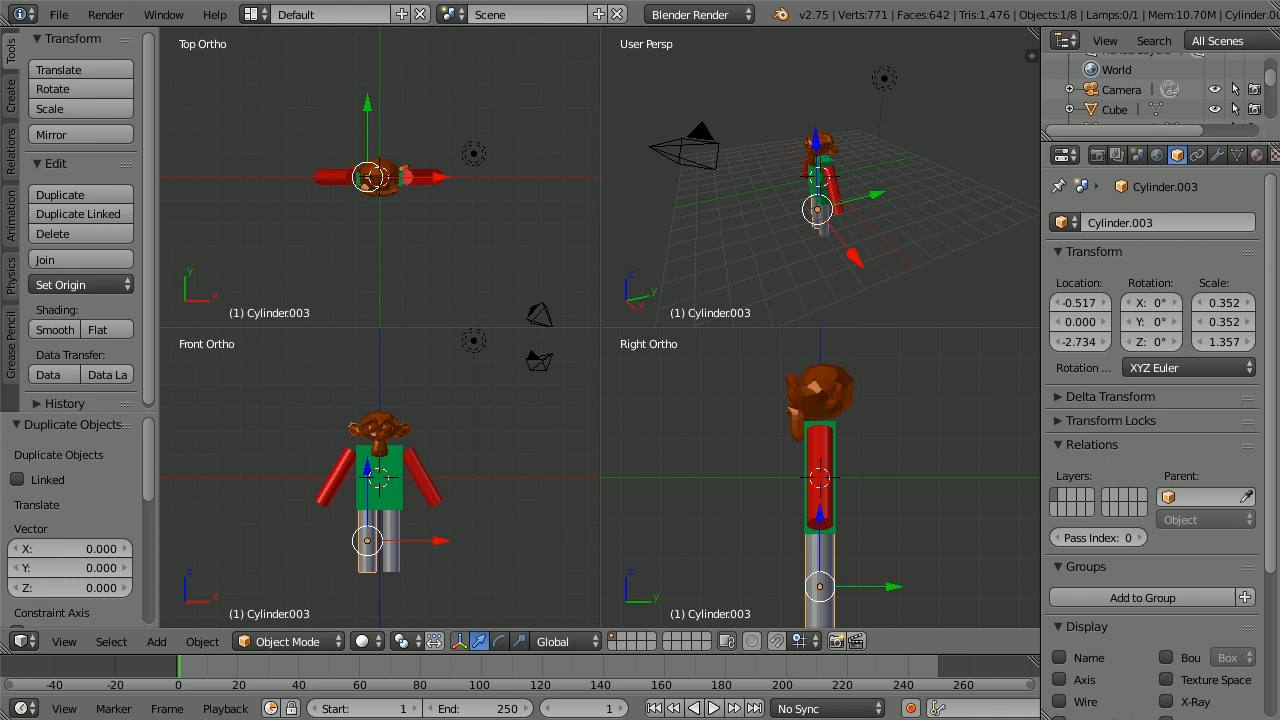 File Render Window Help Default Scene Blender Render v2.75 | Verts:771 | Faces:642 | Tris:1,476 | Objects:1/8 | Lamps:0/1 | Mem:10.70M | Cylinder.0
Tools
Create
Relations
Animation
Physics
Grease Pencil
Transform
Translate
Rotate
Scale
Mirror
Edit
Duplicate
Duplicate Linked
Delete
Join
Set Origin
Shading:
Smooth Flat
Data Transfer:
Data Data La
History
Duplicate Objects
Duplicate Objects
Linked
Translate
Vector
X: 0.000
Y: 0.000
Z: 0.000
Constraint Axis
Top Ortho
y
x
(1) Cylinder.003
User Persp
z
y
x
(1) Cylinder.003
Front Ortho
z
x
(1) Cylinder.003
Right Ortho
z
y
(1) Cylinder.003
View Select Add Object Object Mode Global
-40 -20 0 20 40 60 80 100 120 140 160 180 200 220 240 260
View Marker Frame Playback Start: 1 End: 250 1 No Sync
View Search All Scenes
World
Camera
Cube
Cylinder.003
Cylinder.003
Transform
Location: Rotation: Scale:
-0.517 X: 0° 0.352
0.000 Y: 0° 0.352
-2.734 Z: 0° 1.357
Rotation ... XYZ Euler
Delta Transform
Transform Locks
Relations
Layers: Parent:
Object
Pass Index: 0
Groups
Add to Group
Display
Name Bou Box
Axis Texture Space
Wire X-Ray